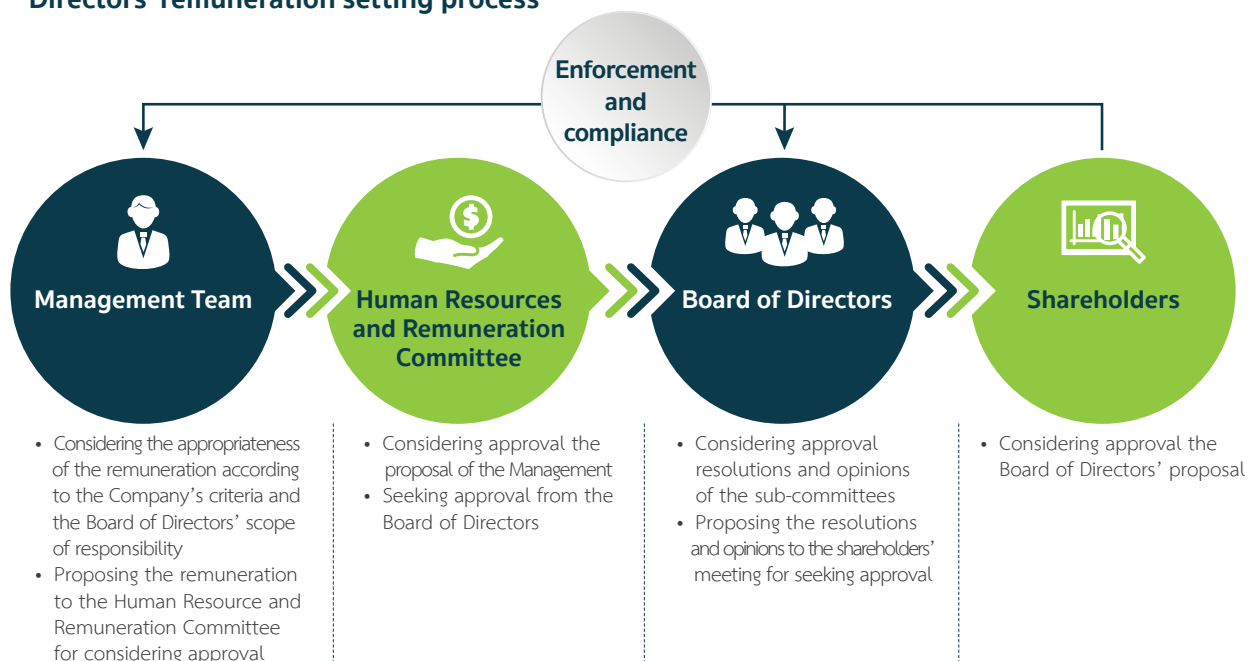 Directors' remuneration setting process
Enforcement
and
compliance
Management Team
Human Resources
and Remuneration
Committee
Board of Directors
Shareholders
• Considering the appropriateness
of the remuneration according
to the Company's criteria and
the Board of Directors' scope
of responsibility
• Proposing the remuneration
to the Human Resource and
Remuneration Committee
for considering approval
• Considering approval the
proposal of the Management
• Seeking approval from the
Board of Directors
• Considering approval
resolutions and opinions
of the sub-committees
• Proposing the resolutions
and opinions to the shareholders'
meeting for seeking approval
• Considering approval the
Board of Directors' proposal
$